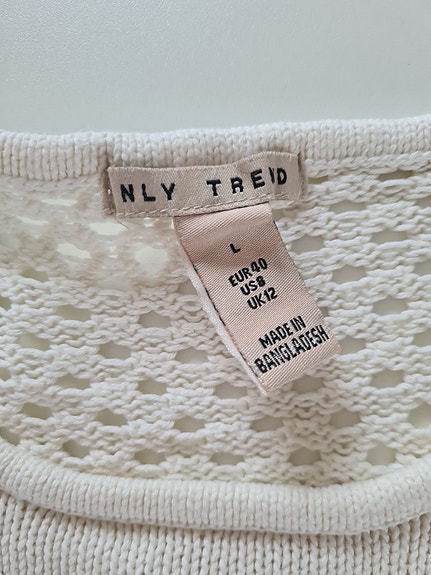 NLY TREND
L
EUR40
US8
UK12
MADE IN
BANGLADESH